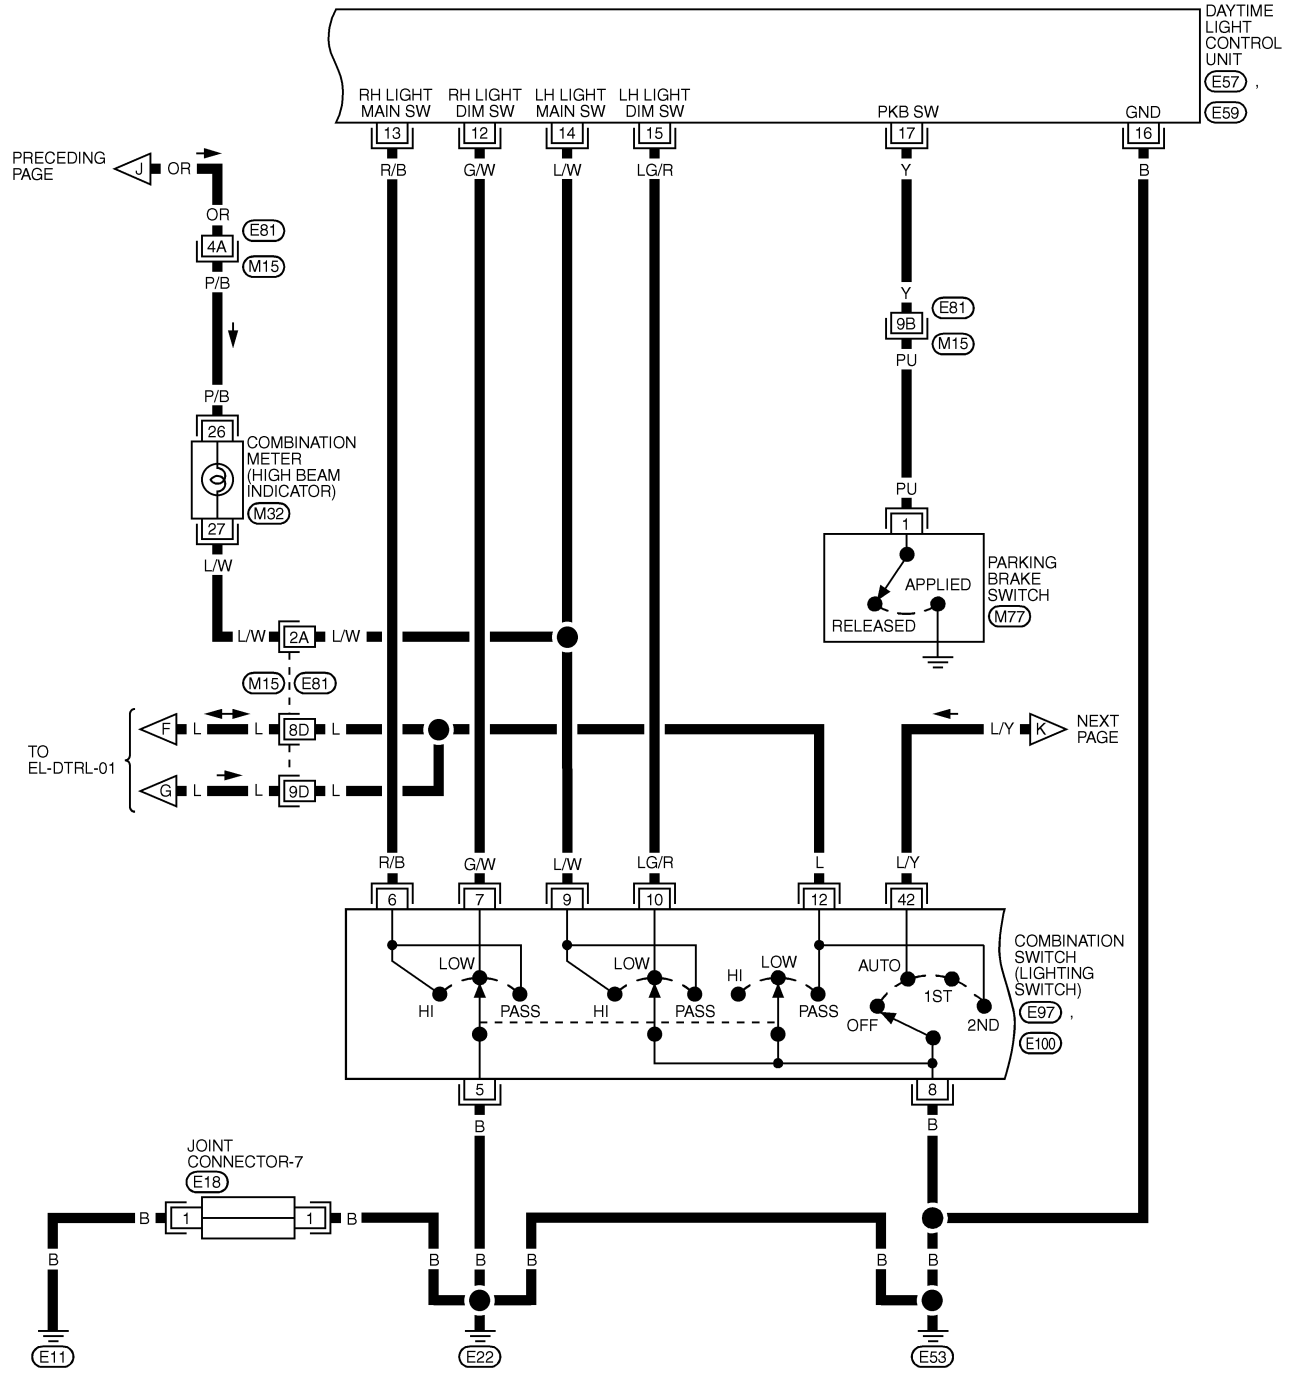 DAYTIME
LIGHT
CONTROL
UNIT
E57 ,
E59
RH LIGHT
MAIN SW
RH LIGHT
DIM SW
LH LIGHT
MAIN SW
LH LIGHT
DIM SW
PKB SW
GND
13
12
14
15
17
16
PRECEDING
PAGE
J
OR
R/B
G/W
L/W
LG/R
Y
B
OR
E81
4A
M15
P/B
Y
E81
9B
M15
PU
P/B
26
COMBINATION
METER
(HIGH BEAM
INDICATOR)
M32
27
PU
1
L/W
PARKING
BRAKE
SWITCH
M77
APPLIED
RELEASED
L/W
2A
L/W
M15
E81
TO
EL-DTRL-01
F
L
L
8D
L
G
L
L
9D
L
L/Y
K
NEXT
PAGE
R/B
G/W
L/W
LG/R
L
L/Y
6
7
9
10
12
42
COMBINATION
SWITCH
(LIGHTING
SWITCH)
E97 ,
E100
LOW
HI
PASS
LOW
HI
PASS
HI
LOW
PASS
AUTO
1ST
OFF
2ND
5
8
B
B
JOINT
CONNECTOR-7
E18
B
1
1
B
B
B
B
B
B
B
E11
E22
E53